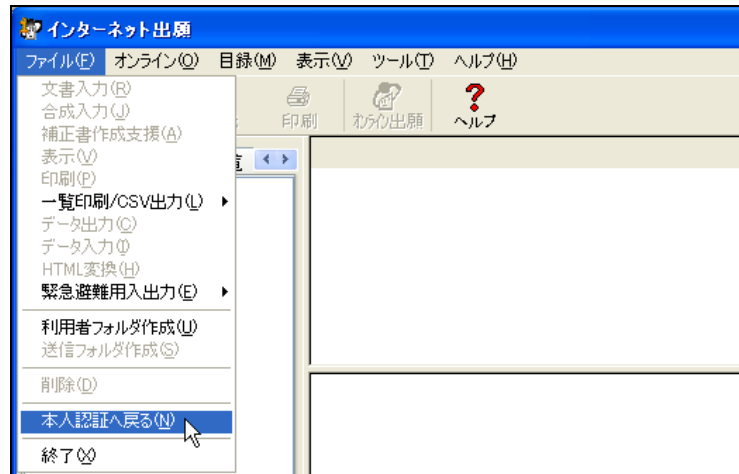 インターネット出願
ファイル(F) オンライン(O) 目録(M) 表示(V) ツール(T) ヘルプ(H)
文書入力(R)
合成入力(J)
補正書作成支援(A)
表示(V)
印刷(P)
一覧印刷/CSV出力(L)
データ出力(C)
データ入力(I)
HTML変換(H)
緊急避難用入出力(E)
利用者フォルダ作成(U)
送信フォルダ作成(S)
削除(D)
本人認証へ戻る(N)
終了(X)
印刷 オンライン出願 ヘルプ